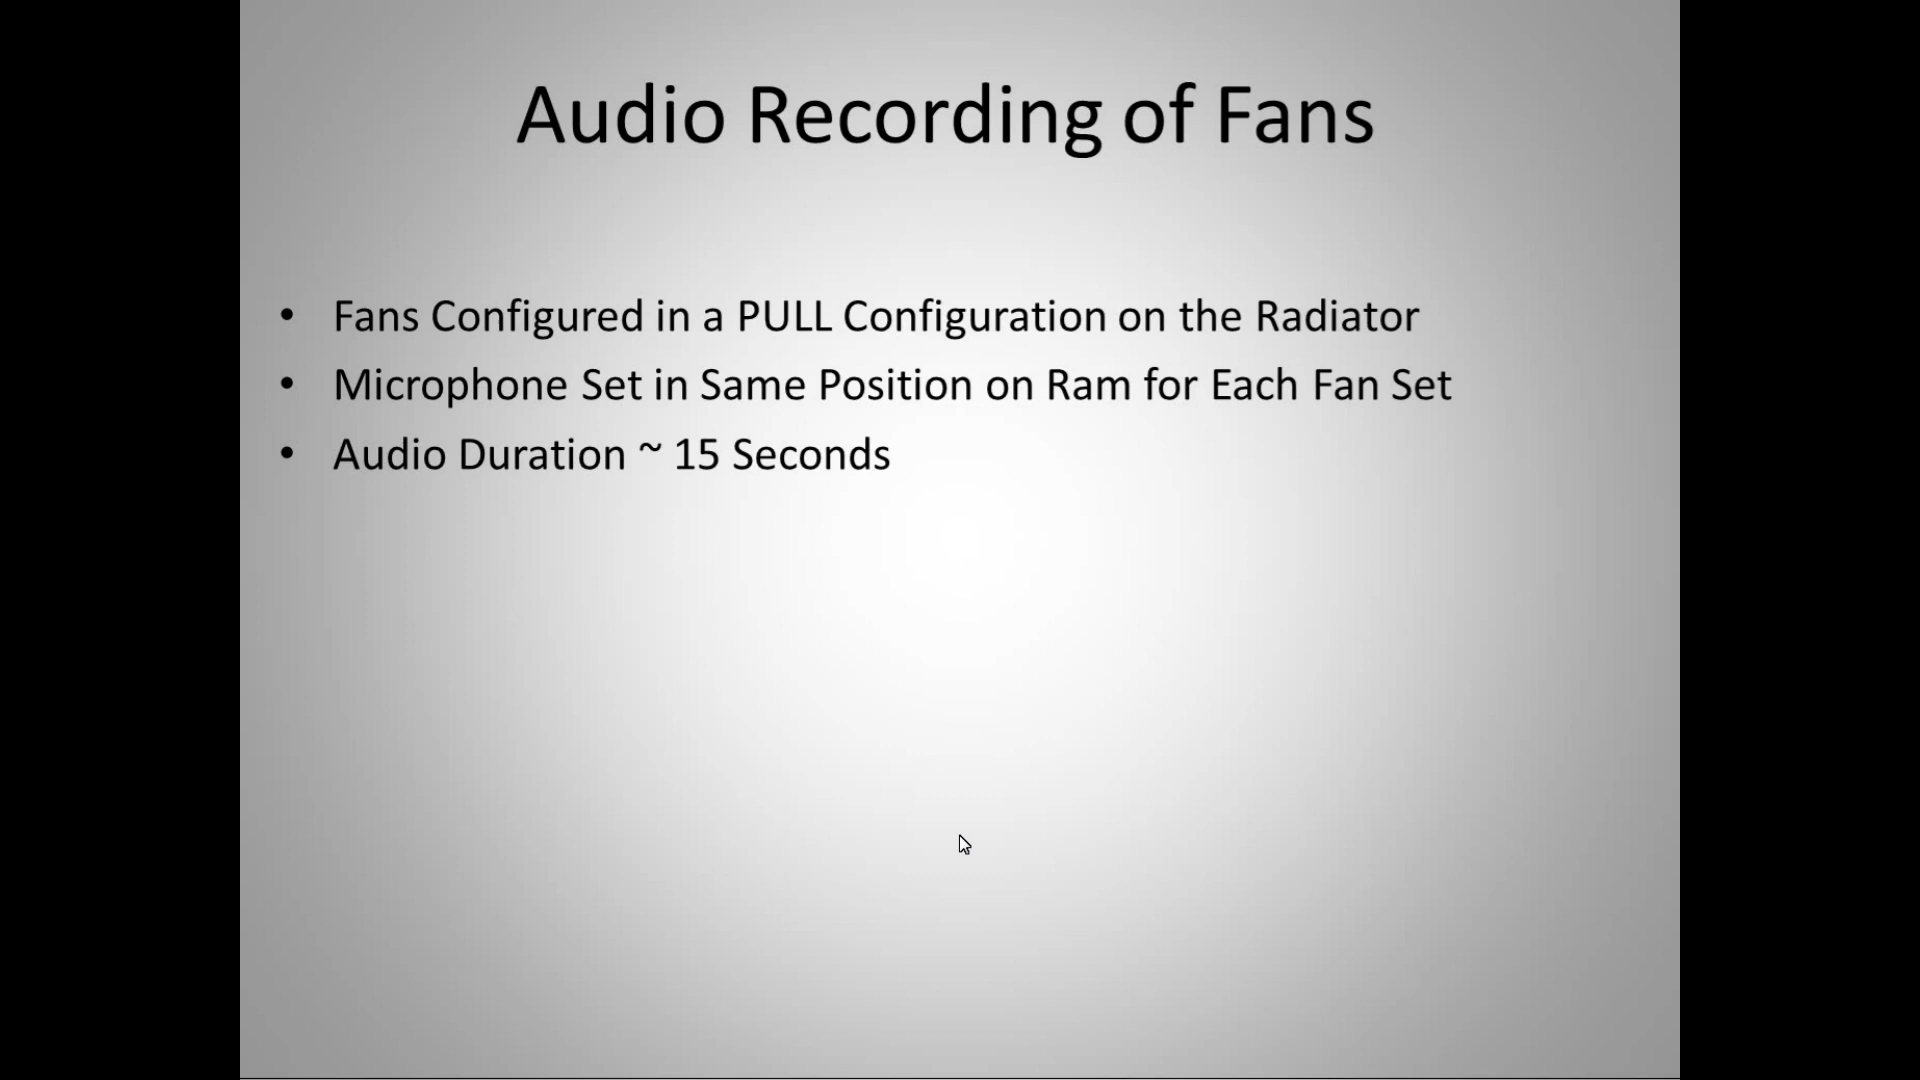 Audio Recording of Fans
• Fans Configured in a PULL Configuration on the Radiator
• Microphone Set in Same Position on Ram for Each Fan Set
• Audio Duration ~ 15 Seconds